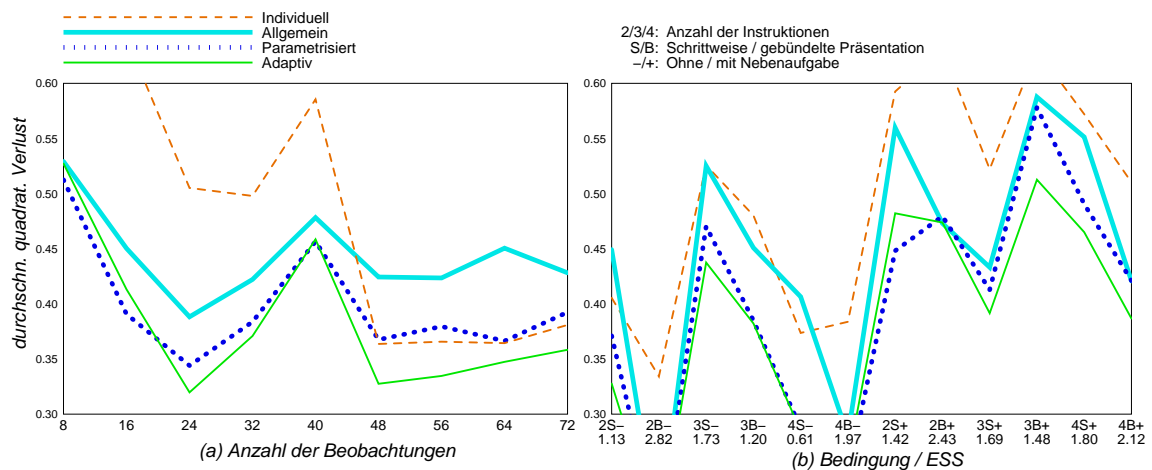 Individuell
Allgemein
Parametrisiert
Adaptiv
2/3/4: Anzahl der Instruktionen
S/B: Schrittweise / gebündelte Präsentation
−/+: Ohne / mit Nebenaufgabe
durchschn. quadrat. Verlust
0.60
0.55
0.50
0.45
0.40
0.35
0.30
8 16 24 32 40 48 56 64 72
(a) Anzahl der Beobachtungen
0.60
0.55
0.50
0.45
0.40
0.35
0.30
2S− 2B− 3S− 3B− 4S− 4B− 2S+ 2B+ 3S+ 3B+ 4S+ 4B+
1.13 2.82 1.73 1.20 0.61 1.97 1.42 2.43 1.69 1.48 1.80 2.12
(b) Bedingung / ESS